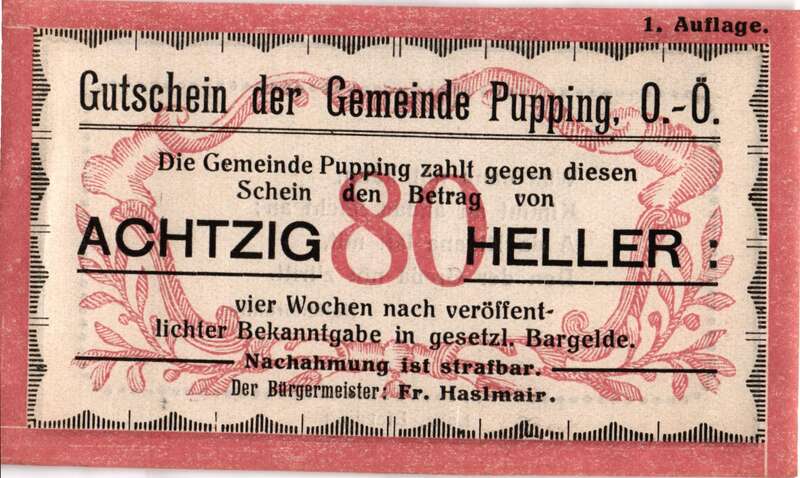 1. Auflage.
Gutschein der Gemeinde Pupping, O.-Ö.
Die Gemeinde Pupping zahlt gegen diesen
Schein den Betrag von
ACHTZIG 80 HELLER :
vier Wochen nach veröffent-
lichter Bekanntgabe in gesetzl. Bargelde.
Nachahmung ist strafbar.
Der Bürgermeister: Fr. Haslmair.